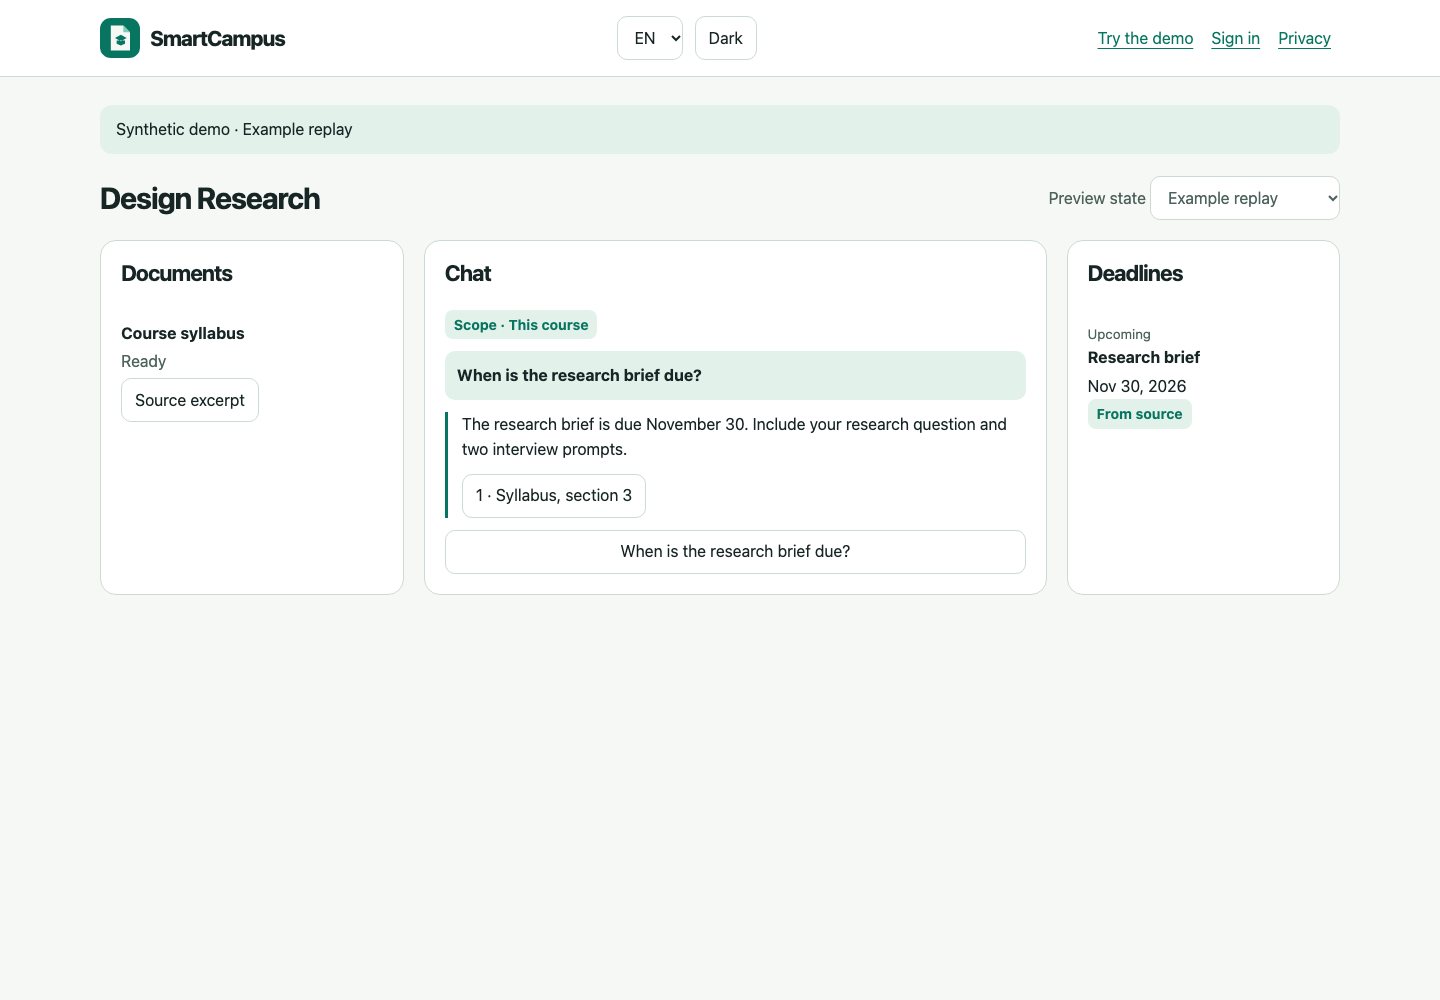 SmartCampus
EN
Dark
Try the demo
Sign in
Privacy
Synthetic demo · Example replay
Design Research
Preview state
Example replay
Documents
Course syllabus
Ready
Source excerpt
Chat
Scope · This course
When is the research brief due?
The research brief is due November 30. Include your research question and
two interview prompts.
1 · Syllabus, section 3
When is the research brief due?
Deadlines
Upcoming
Research brief
Nov 30, 2026
From source